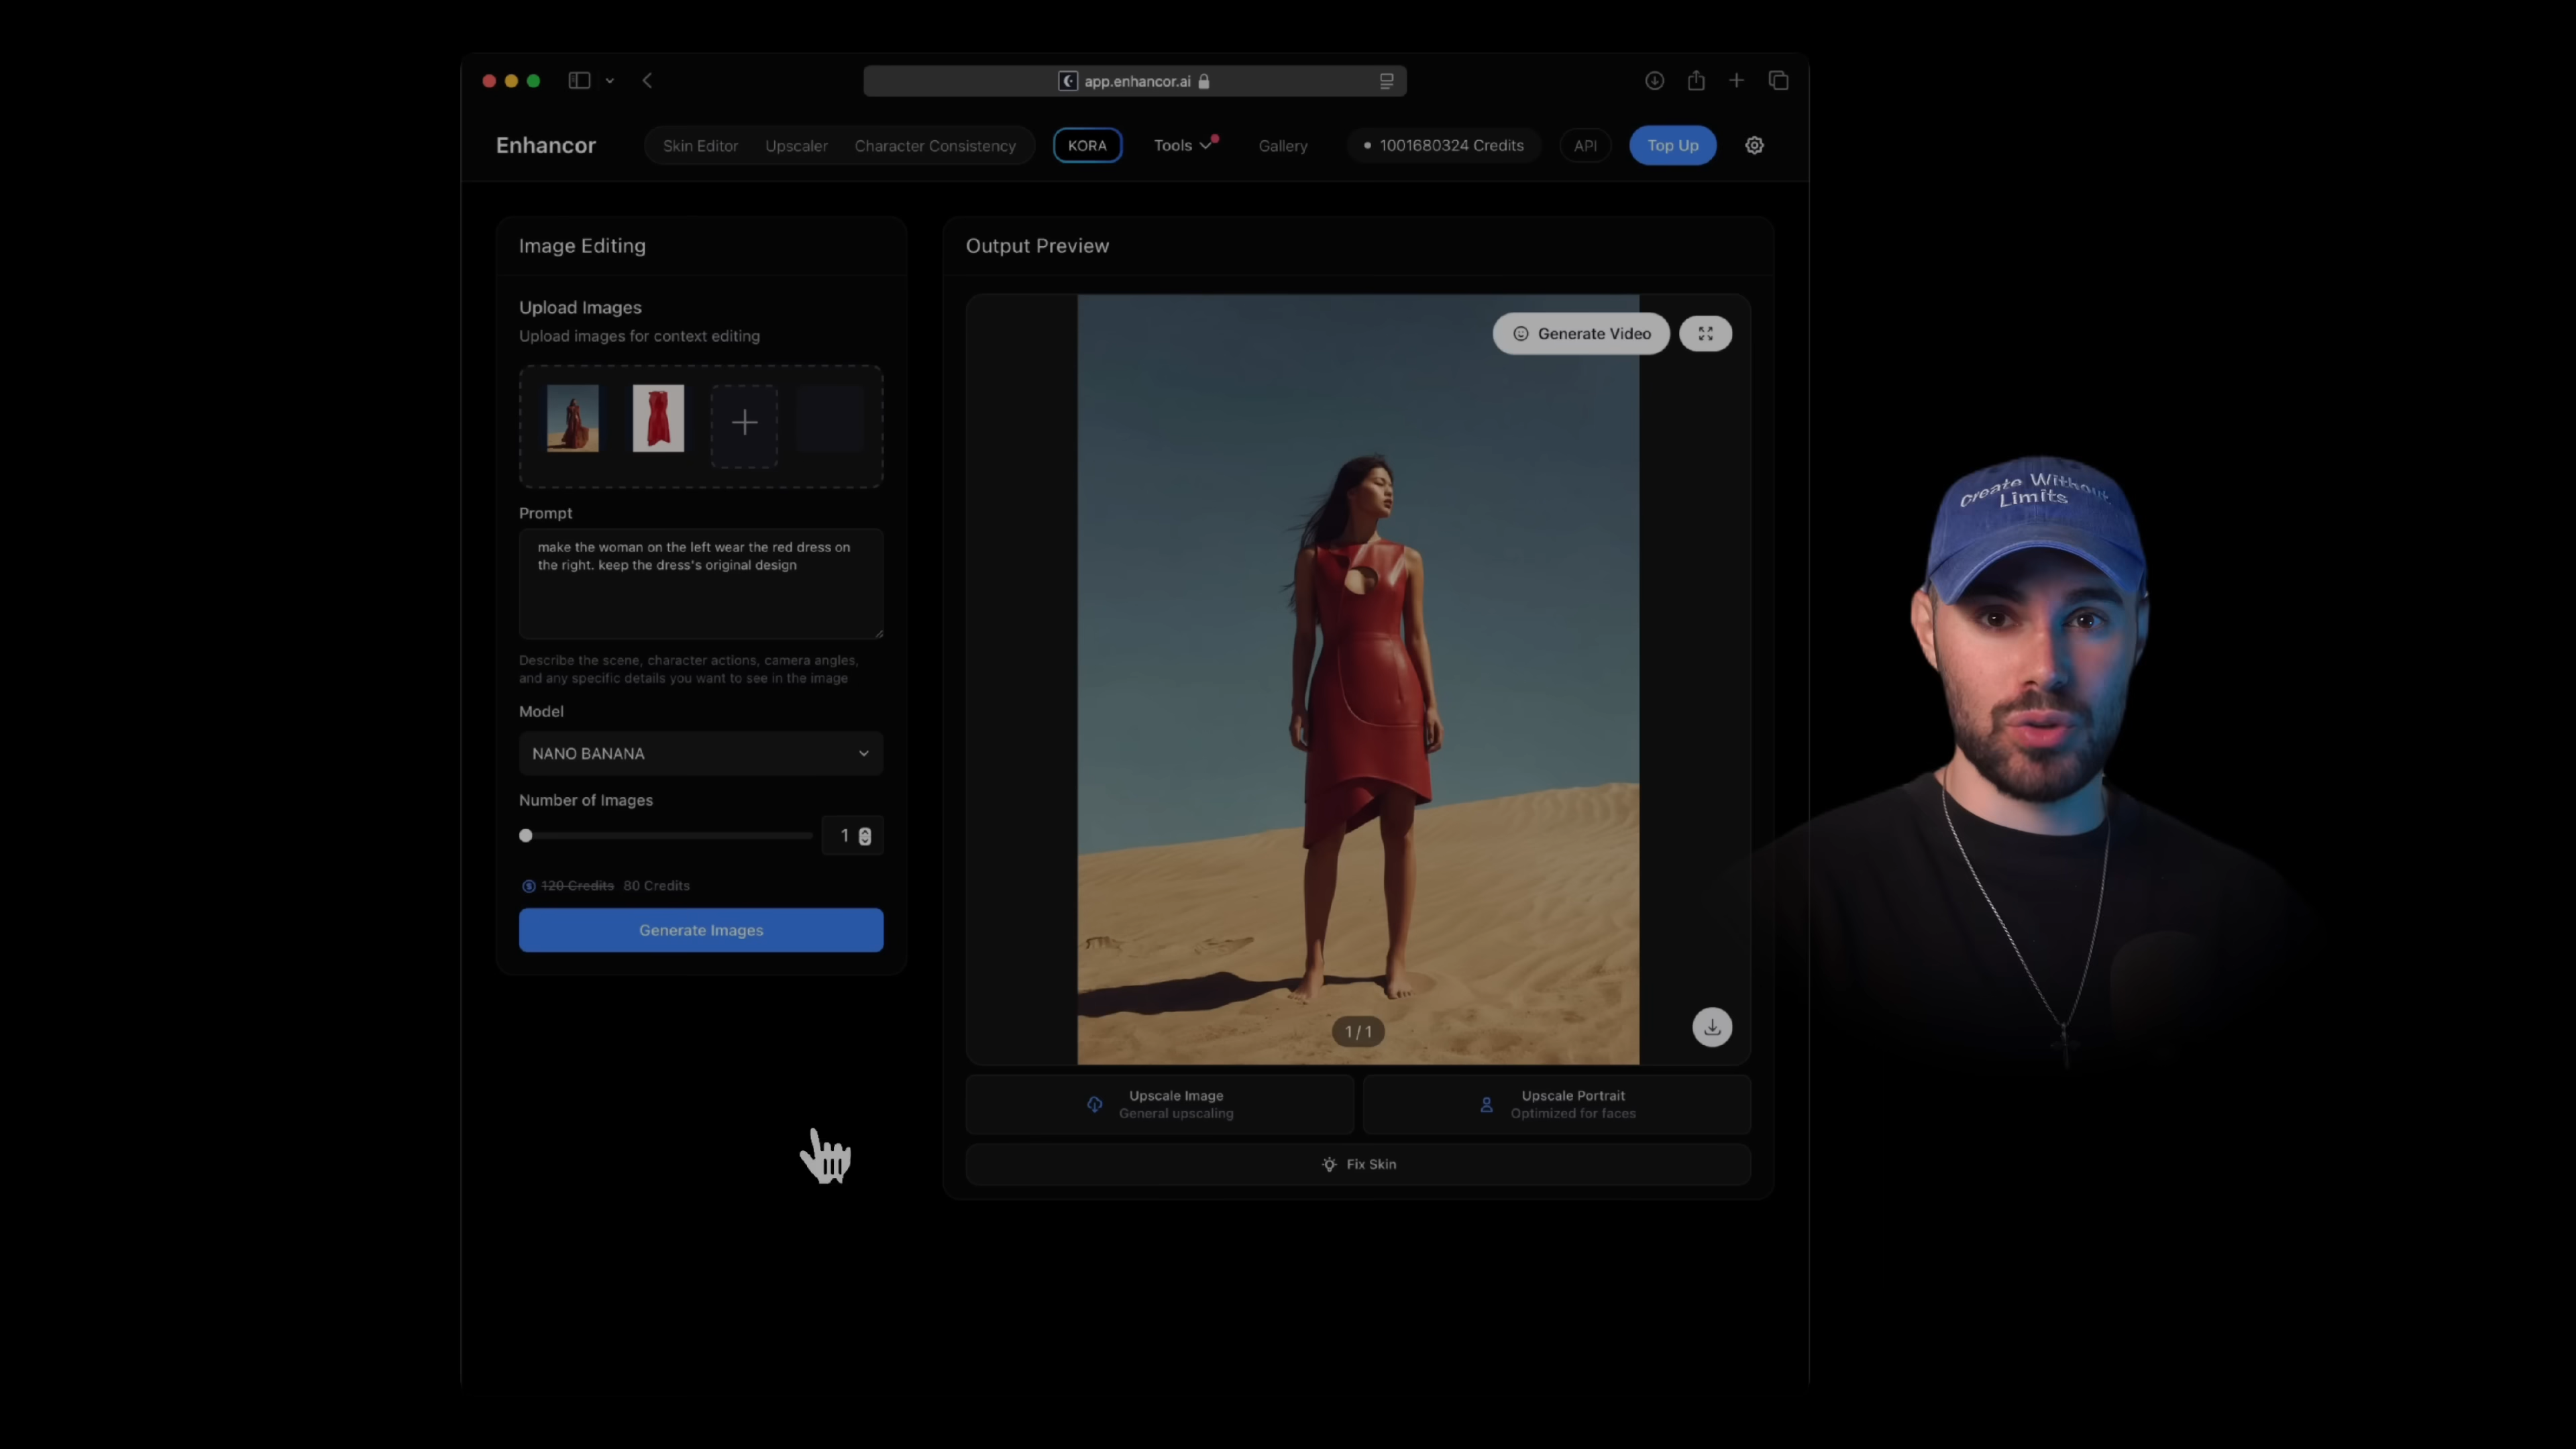 app.enhancor.ai
Enhancor
Skin Editor
Upscaler
Character Consistency
KORA
Tools
Gallery
1001680324 Credits
API
Top Up
Image Editing
Upload Images
Upload images for context editing
Prompt
make the woman on the left wear the red dress on
the right. keep the dress's original design
Describe the scene, character actions, camera angles,
and any specific details you want to see in the image
Model
NANO BANANA
Number of Images
1
120 Credits 80 Credits
Generate Images
Output Preview
Generate Video
1/1
Upscale Image
General upscaling
Upscale Portrait
Optimized for faces
Fix Skin
Create Without
Limits